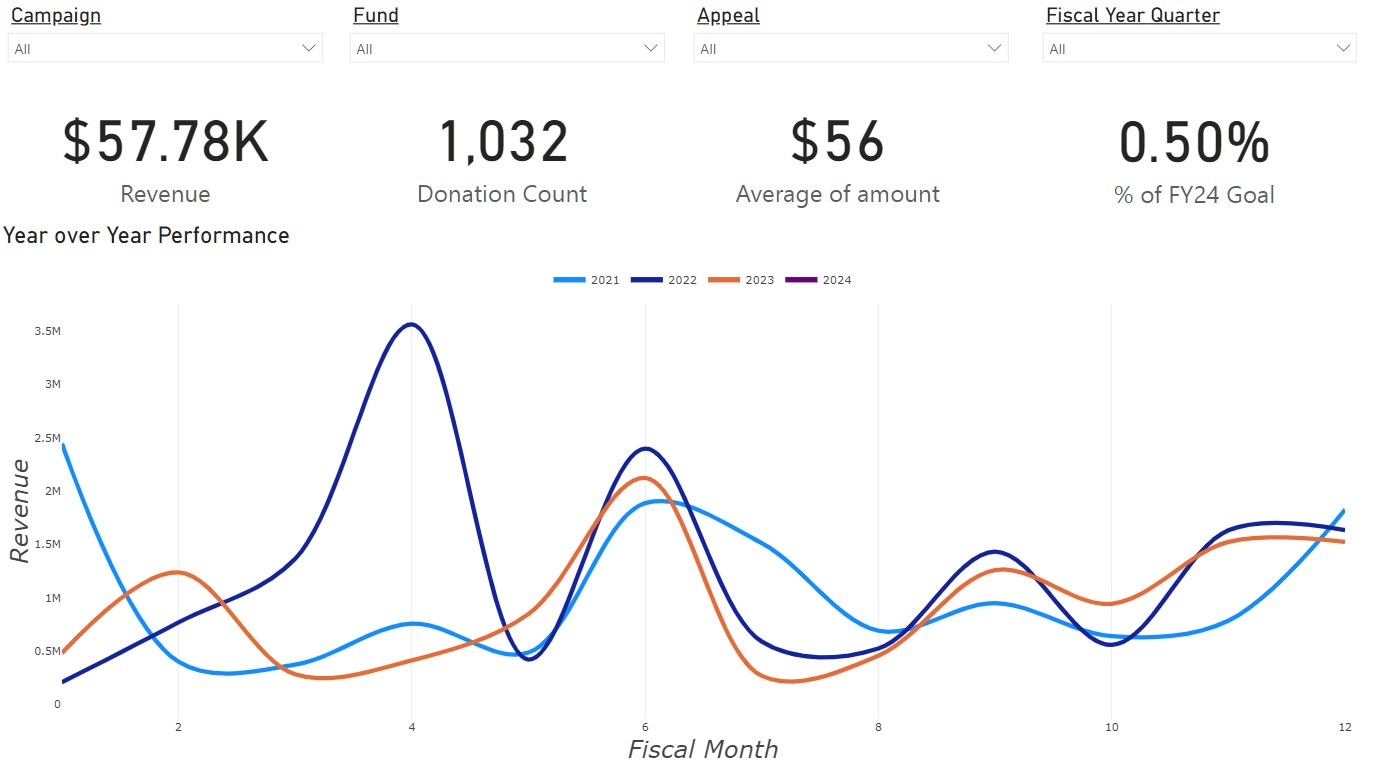 Campaign Fund Appeal Fiscal Year Quarter
All All All All
$57.78K 1,032 $56 0.50%
Revenue Donation Count Average of amount % of FY24 Goal
Year over Year Performance
2021 2022 2023 2024
3.5M
3M
2.5M
2M
1.5M
1M
0.5M
0
Revenue
2 4 6 8 10 12
Fiscal Month